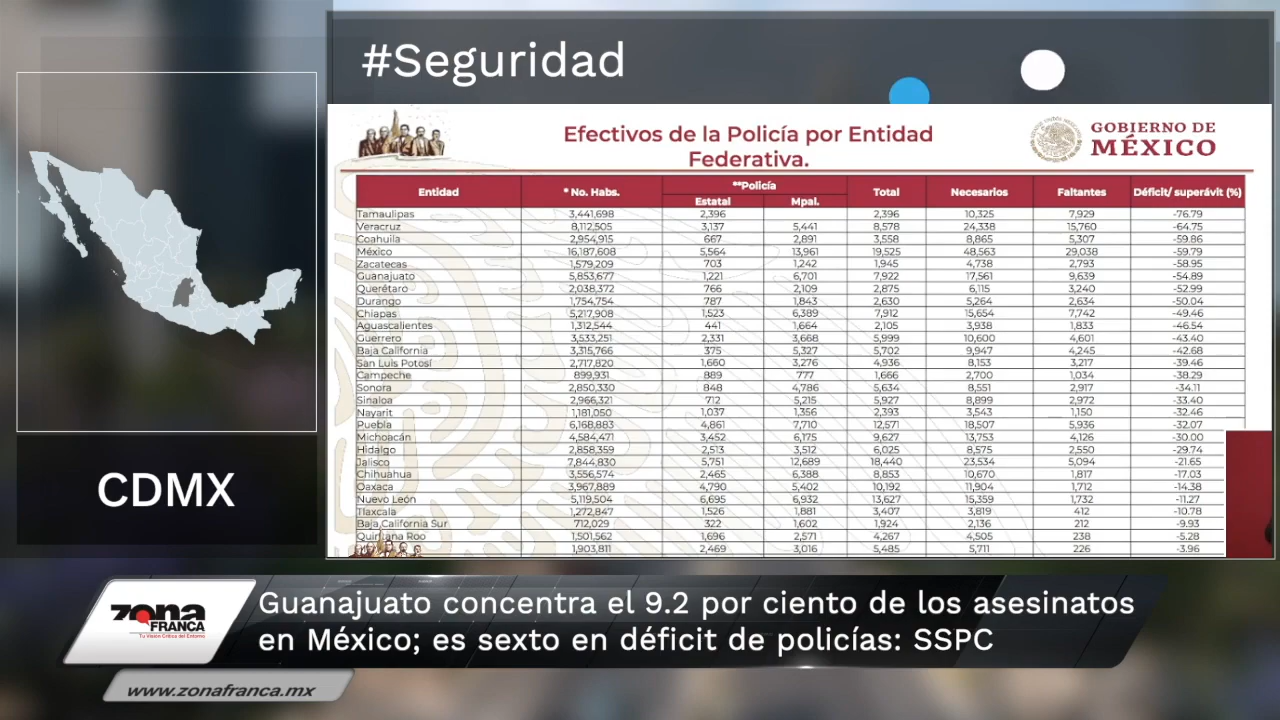 #Seguridad
Efectivos de la Policía por Entidad
Federativa.
GOBIERNO DE
MÉXICO
Entidad * No. Habs. **Policía Total Necesarios Faltantes Déficit/ superávit (%)
Estatal Mpal.
Tamaulipas 3,441,698 2,396 2,396 10,325 7,929 -76.79
Veracruz 8,112,505 3,137 5,441 8,578 24,338 15,760 -64.75
Coahuila 2,954,915 667 2,891 3,558 8,865 5,307 -59.86
México 16,187,608 5,564 13,961 19,525 48,563 29,038 -59.79
Zacatecas 1,579,209 703 1,242 1,945 4,738 2,793 -58.95
Guanajuato 5,853,677 1,221 6,701 7,922 17,561 9,639 -54.89
Querétaro 2,038,372 766 2,109 2,875 6,115 3,240 -52.99
Durango 1,754,754 787 1,843 2,630 5,264 2,634 -50.04
Chiapas 5,217,908 1,523 6,389 7,912 15,654 7,742 -49.46
Aguascalientes 1,312,544 441 1,664 2,105 3,938 1,833 -46.54
Guerrero 3,533,251 2,331 3,668 5,999 10,600 4,601 -43.40
Baja California 3,315,766 375 5,327 5,702 9,947 4,245 -42.68
San Luis Potosí 2,717,820 1,660 3,276 4,936 8,153 3,217 -39.46
Campeche 899,931 889 777 1,666 2,700 1,034 -38.29
Sonora 2,850,330 848 4,786 5,634 8,551 2,917 -34.11
Sinaloa 2,966,321 712 5,215 5,927 8,899 2,972 -33.40
Nayarit 1,181,050 1,037 1,356 2,393 3,543 1,150 -32.46
Puebla 6,168,883 4,861 7,710 12,571 18,507 5,936 -32.07
Michoacán 4,584,471 3,452 6,175 9,627 13,753 4,126 -30.00
Hidalgo 2,858,359 2,513 3,512 6,025 8,575 2,550 -29.74
Jalisco 7,844,830 5,751 12,689 18,440 23,534 5,094 -21.65
Chihuahua 3,556,574 2,465 6,388 8,853 10,670 1,817 -17.03
Oaxaca 3,967,889 4,790 5,402 10,192 11,904 1,712 -14.38
Nuevo León 5,119,504 6,695 6,932 13,627 15,359 1,732 -11.27
Tlaxcala 1,272,847 1,526 1,881 3,407 3,819 412 -10.78
Baja California Sur 712,029 322 1,602 1,924 2,136 212 -9.93
Quintana Roo 1,501,562 1,696 2,571 4,267 4,505 238 -5.28
1,903,811 2,469 3,016 5,485 5,711 226 -3.96
CDMX
zona
FRANCA
Tu Visión Crítica del Entorno
Guanajuato concentra el 9.2 por ciento de los asesinatos
en México; es sexto en déficit de policías: SSPC
www.zonafranca.mx